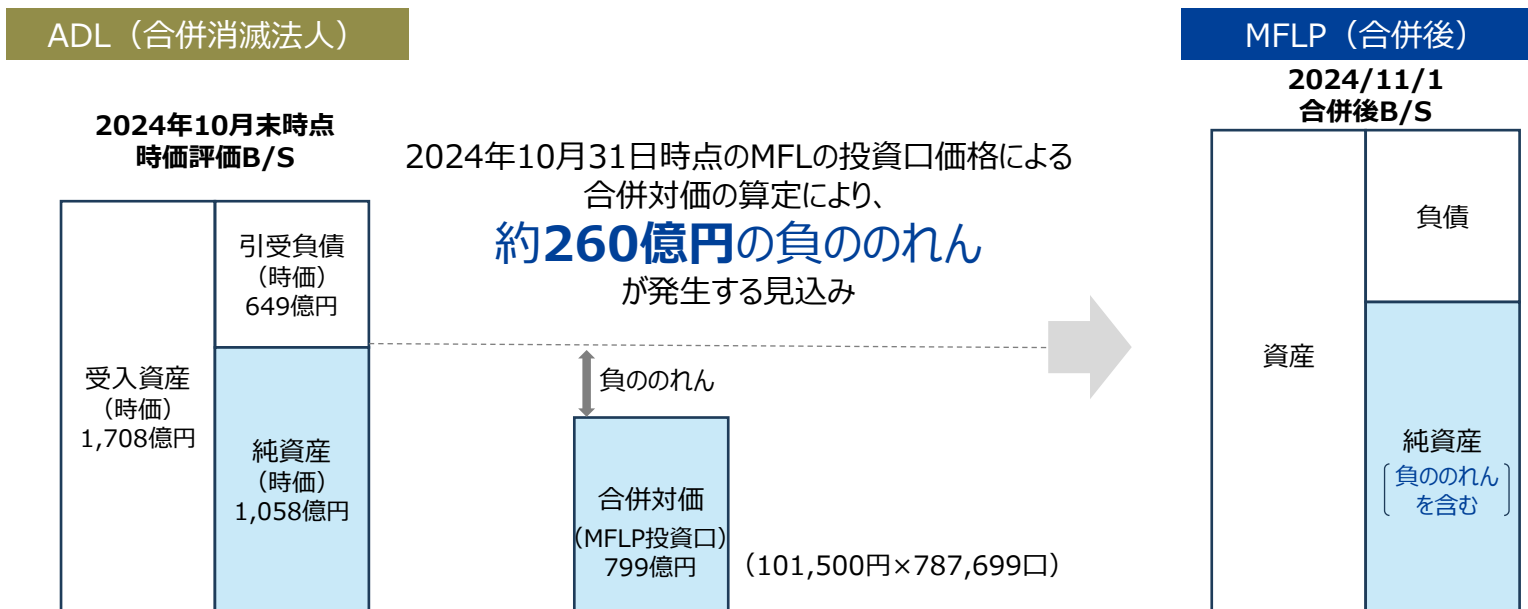 ADL（合併消滅法人）
2024年10月末時点
時価評価B/S
受入資産
（時価）
1,708億円
引受負債
（時価）
649億円
純資産
（時価）
1,058億円
2024年10月31日時点のMFLの投資口価格による
合併対価の算定により、
約260億円の負ののれん
が発生する見込み
負ののれん
合併対価
（MFLP投資口）
799億円
（101,500円×787,699口）
MFLP（合併後）
2024/11/1
合併後B/S
資産
負債
純資産
負ののれん
を含む